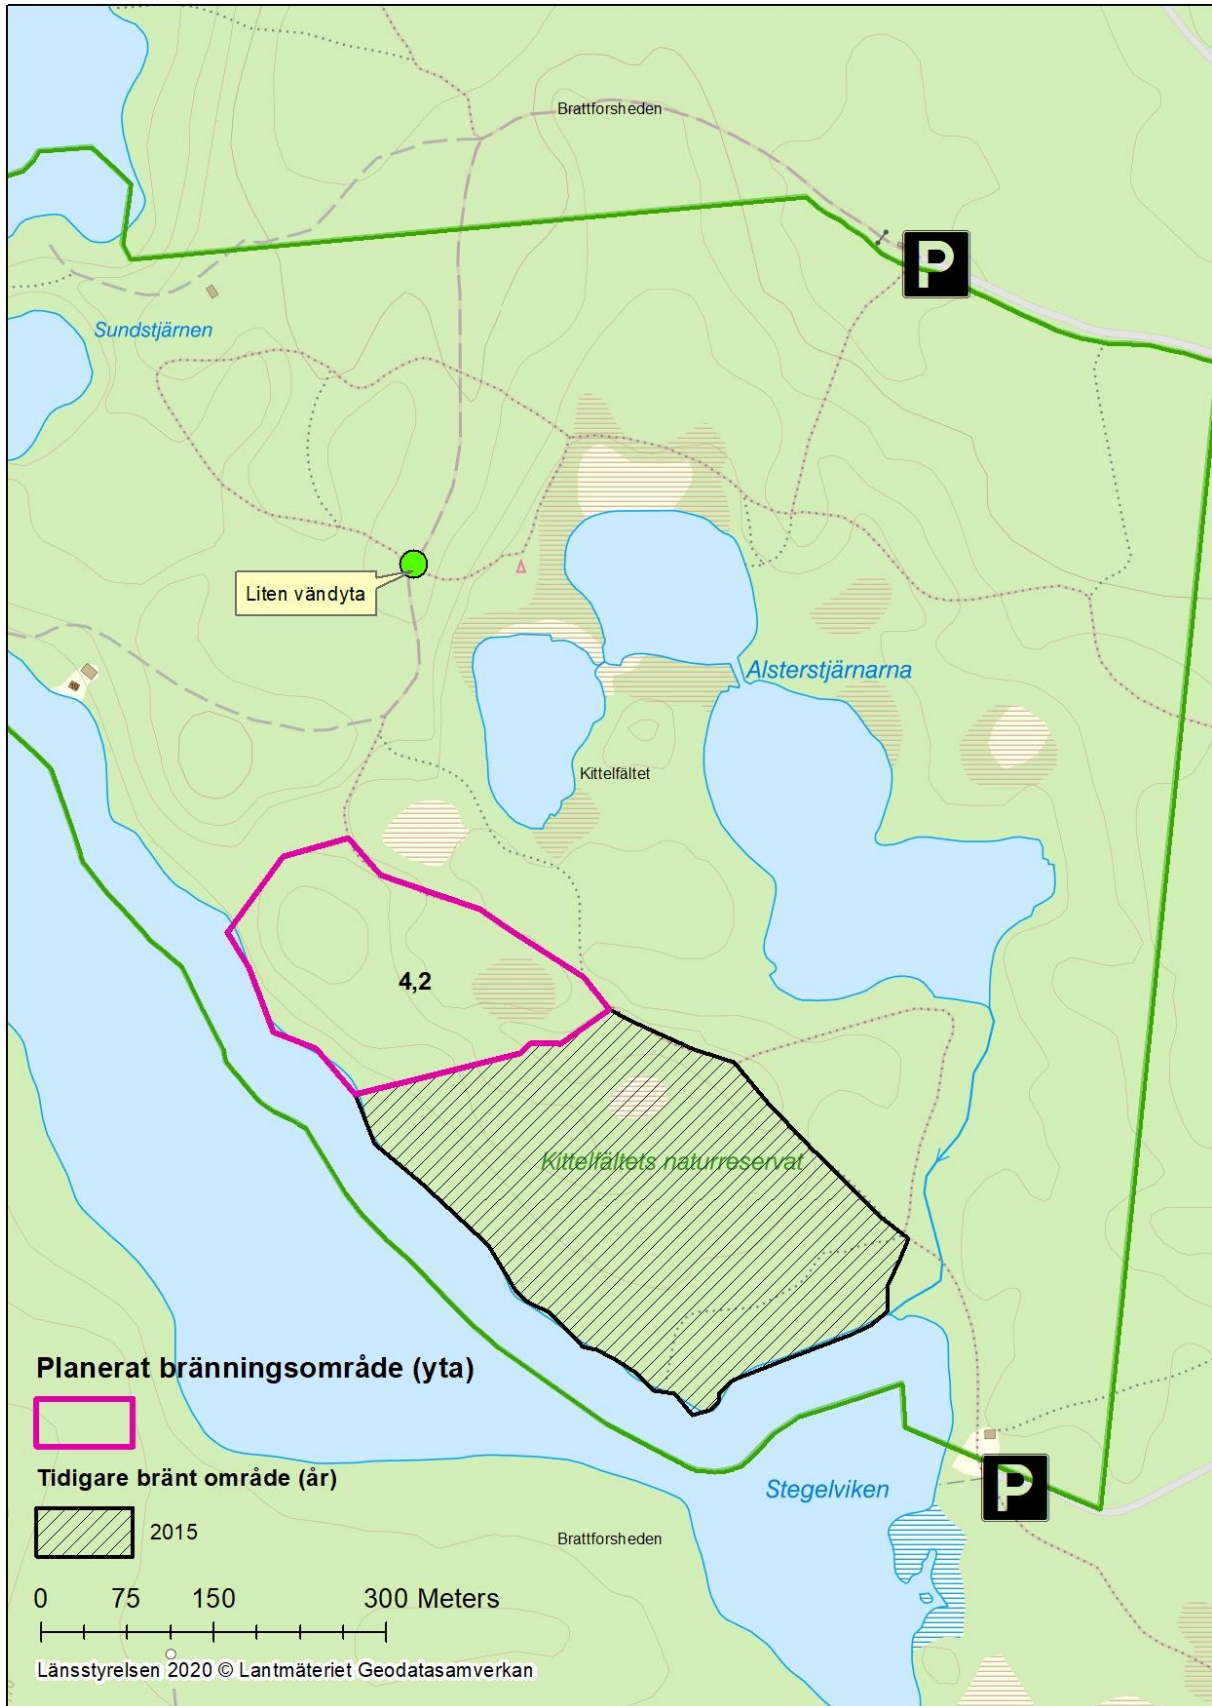 Brattforsheden
P
Sundstjärnen
Liten vändyta
Alsterstjärnarna
Kittelfältet
4,2
Kittelfältets naturreservat
Planerat bränningsområde (yta)
Tidigare bränt område (år)
2015
Stegelviken
P
Brattforsheden
0 75 150 300 Meters
Länsstyrelsen 2020 © Lantmäteriet Geodatasamverkan